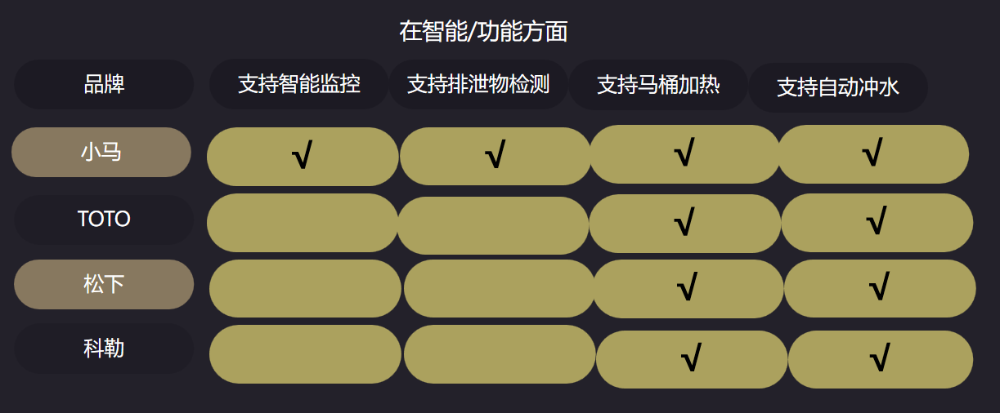 在智能/功能方面
品牌 支持智能监控 支持排泄物检测 支持马桶加热 支持自动冲水
小马 √ √ √ √
TOTO √ √
松下 √ √
科勒 √ √